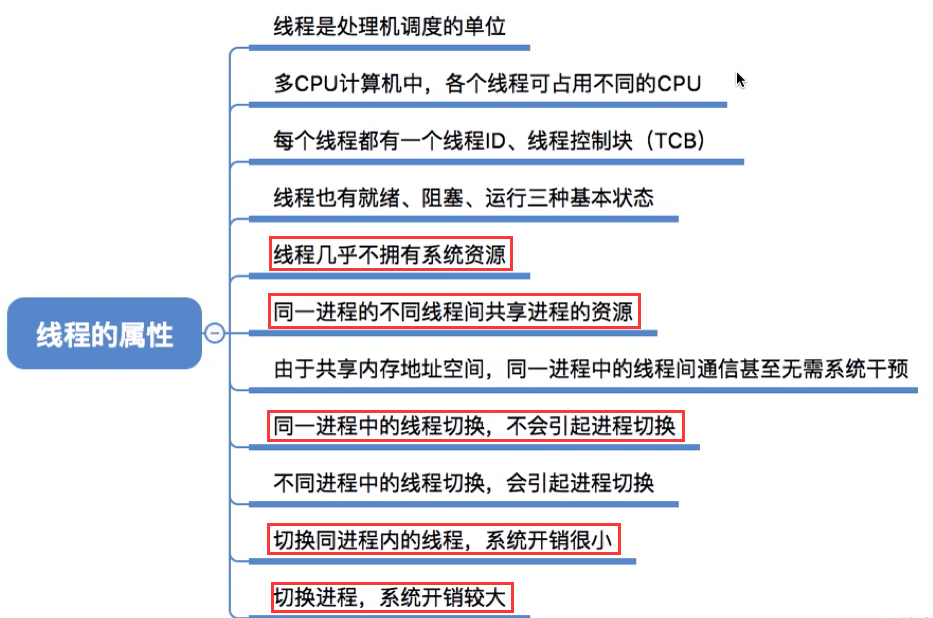 线程是处理机调度的单位
多CPU计算机中，各个线程可占用不同的CPU
每个线程都有一个线程ID、线程控制块（TCB）
线程也有就绪、阻塞、运行三种基本状态
线程几乎不拥有系统资源
同一进程的不同线程间共享进程的资源
线程的属性
由于共享内存地址空间，同一进程中的线程间通信甚至无需系统干预
同一进程中的线程切换，不会引起进程切换
不同进程中的线程切换，会引起进程切换
切换同进程内的线程，系统开销很小
切换进程，系统开销较大